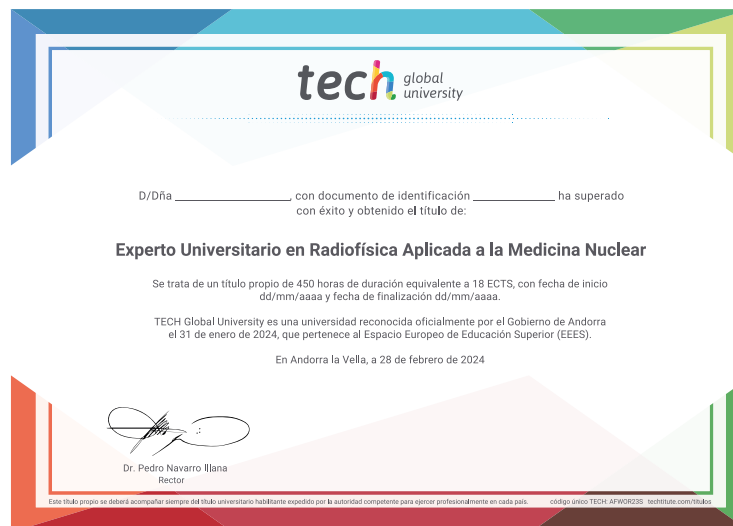 tech global
university
D/Dña ______________, con documento de identificación ____________ ha superado
con éxito y obtenido el título de:
Experto Universitario en Radiofísica Aplicada a la Medicina Nuclear
Se trata de un título propio de 450 horas de duración equivalente a 18 ECTS, con fecha de inicio
dd/mm/aaaa y fecha de finalización dd/mm/aaaa.
TECH Global University es una universidad reconocida oficialmente por el Gobierno de Andorra
el 31 de enero de 2024, que pertenece al Espacio Europeo de Educación Superior (EEES).
En Andorra la Vella, a 28 de febrero de 2024
Dr. Pedro Navarro Illana
Rector
Este título propio se deberá acompañar siempre del título universitario habilitante expedido por la autoridad competente para ejercer profesionalmente en cada país. código único TECH: AFWOR23S techtitute.com/titulos